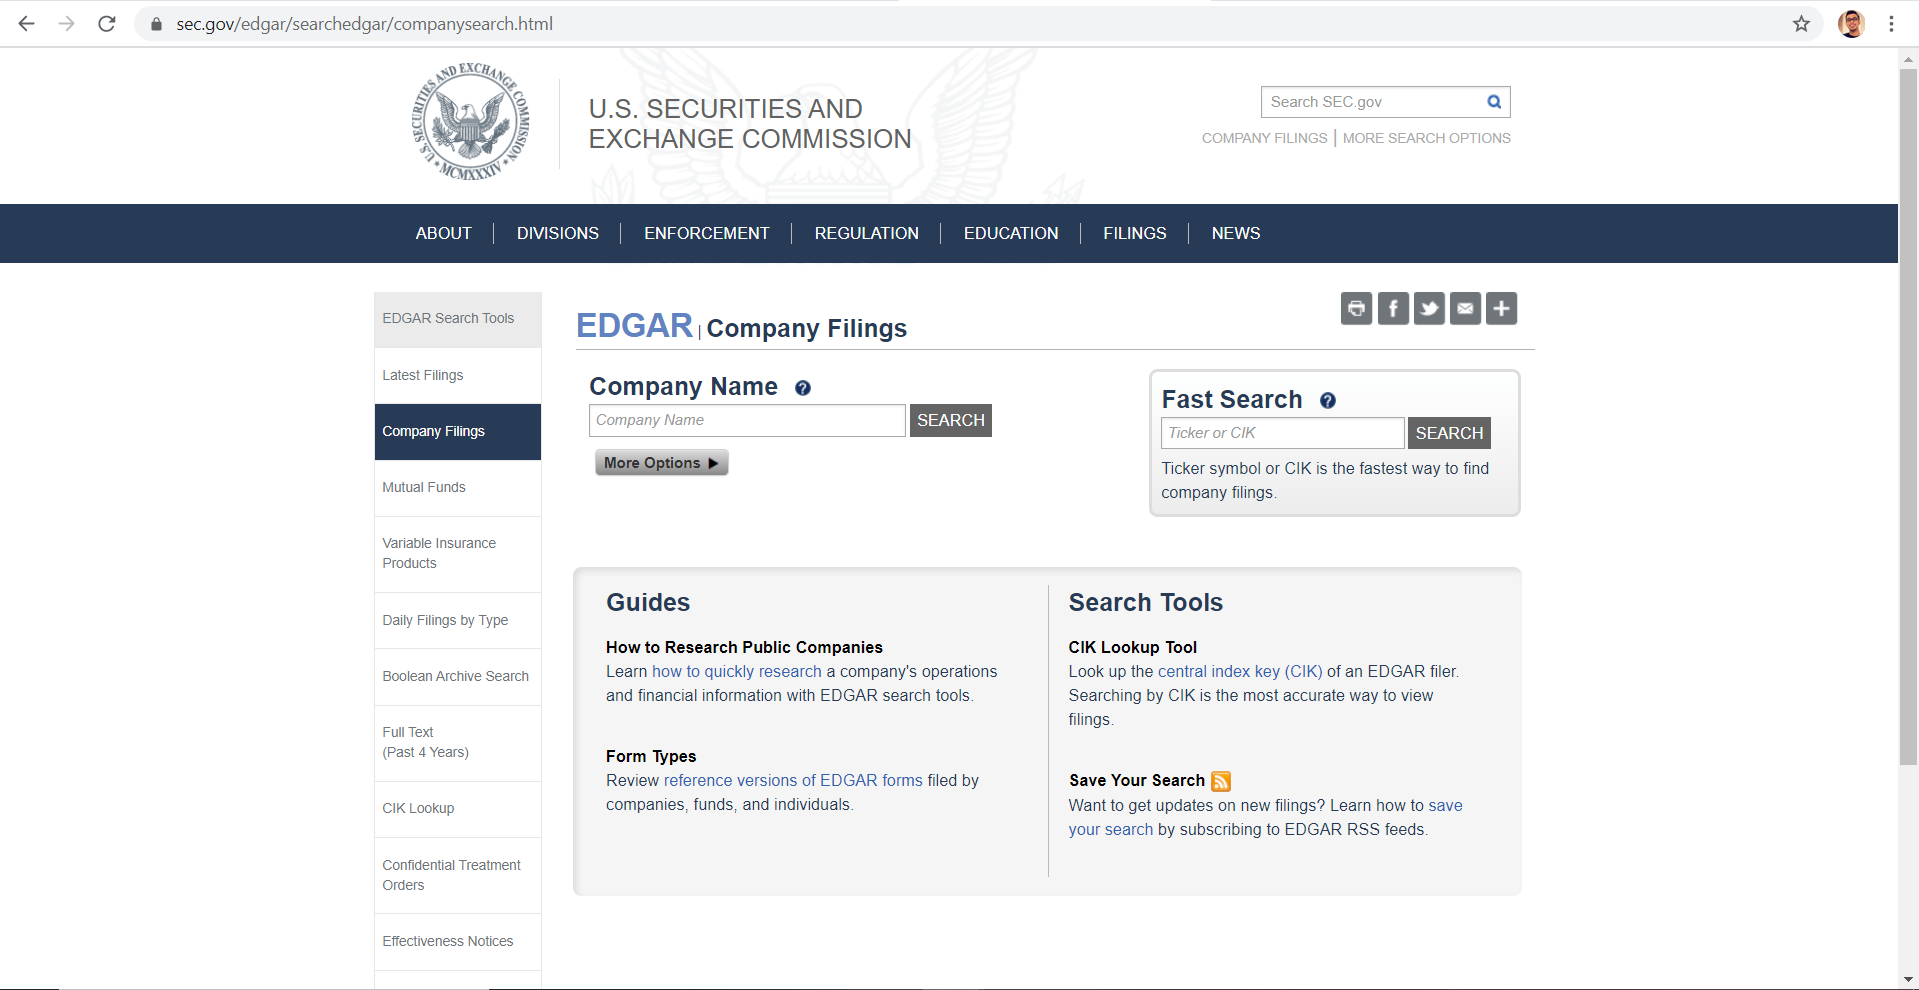 sec.gov/edgar/searchedgar/companysearch.html
U.S. SECURITIES AND EXCHANGE COMMISSION
MCMXXXIV
U.S. SECURITIES AND
EXCHANGE COMMISSION
Search SEC.gov
COMPANY FILINGS | MORE SEARCH OPTIONS
ABOUT
DIVISIONS
ENFORCEMENT
REGULATION
EDUCATION
FILINGS
NEWS
EDGAR Search Tools
Latest Filings
Company Filings
Mutual Funds
Variable Insurance
Products
Daily Filings by Type
Boolean Archive Search
Full Text
(Past 4 Years)
CIK Lookup
Confidential Treatment
Orders
Effectiveness Notices
EDGAR | Company Filings
Company Name ?
Company Name
SEARCH
More Options
Fast Search ?
Ticker or CIK
SEARCH
Ticker symbol or CIK is the fastest way to find
company filings.
Guides
How to Research Public Companies
Learn how to quickly research a company's operations
and financial information with EDGAR search tools.
Form Types
Review reference versions of EDGAR forms filed by
companies, funds, and individuals.
Search Tools
CIK Lookup Tool
Look up the central index key (CIK) of an EDGAR filer.
Searching by CIK is the most accurate way to view
filings.
Save Your Search
Want to get updates on new filings? Learn how to save
your search by subscribing to EDGAR RSS feeds.